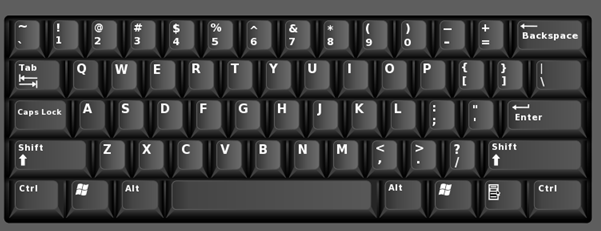 ~ ! @ # $ % ^ & * ( ) _ +
` 1 2 3 4 5 6 7 8 9 0 - = Backspace
Tab Q W E R T Y U I O P { } |
[ ] \
Caps Lock A S D F G H J K L : " Enter
; '
Shift Z X C V B N M < > ? Shift
, . /
Ctrl Alt Alt Ctrl